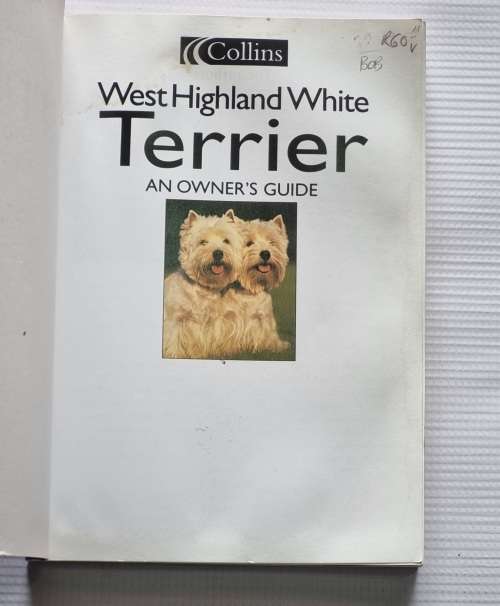 Collins
R60
BOB
West Highland White
Terrier
AN OWNER'S GUIDE